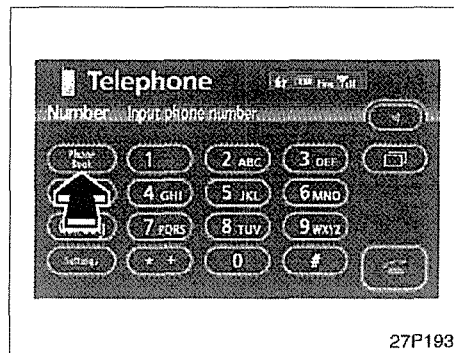 Telephone
Number Input phone number
Phone Book 1 2 ABC 3 DEF
4 GHI 5 JKL 6 MNO
7 PQRS 8 TUV 9 WXYZ
Settings * + 0 #
27P193